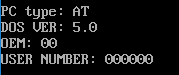 PC type: AT
DOS VER: 5.0
OEM: 00
USER NUMBER: 000000